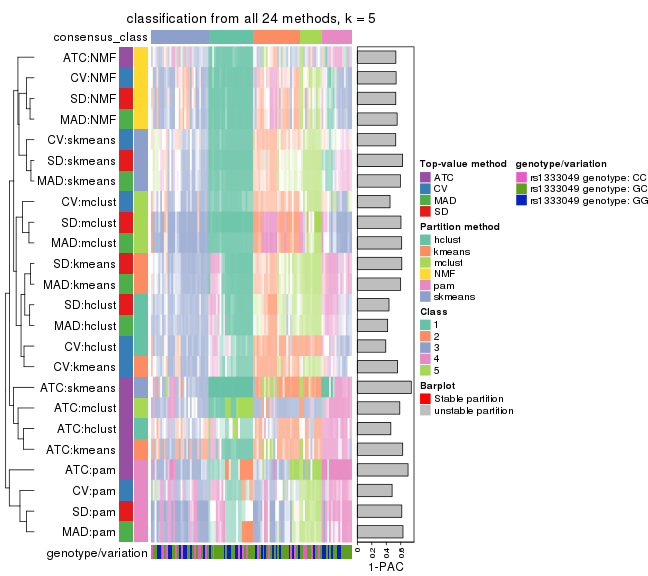 classification from all 24 methods, k = 5
consensus_class
ATC:NMF
CV:NMF
SD:NMF
MAD:NMF
CV:skmeans
SD:skmeans
MAD:skmeans
CV:mclust
SD:mclust
MAD:mclust
SD:kmeans
MAD:kmeans
SD:hclust
MAD:hclust
CV:hclust
CV:kmeans
ATC:skmeans
ATC:mclust
ATC:hclust
ATC:kmeans
ATC:pam
CV:pam
SD:pam
MAD:pam
genotype/variation
0 0.2 0.4 0.6
1-PAC
Top-value method
ATC
CV
MAD
SD
Partition method
hclust
kmeans
mclust
NMF
pam
skmeans
Class
1
2
3
4
5
Barplot
Stable partition
unstable partition
genotype/variation
rs1333049 genotype: CC
rs1333049 genotype: GC
rs1333049 genotype: GG